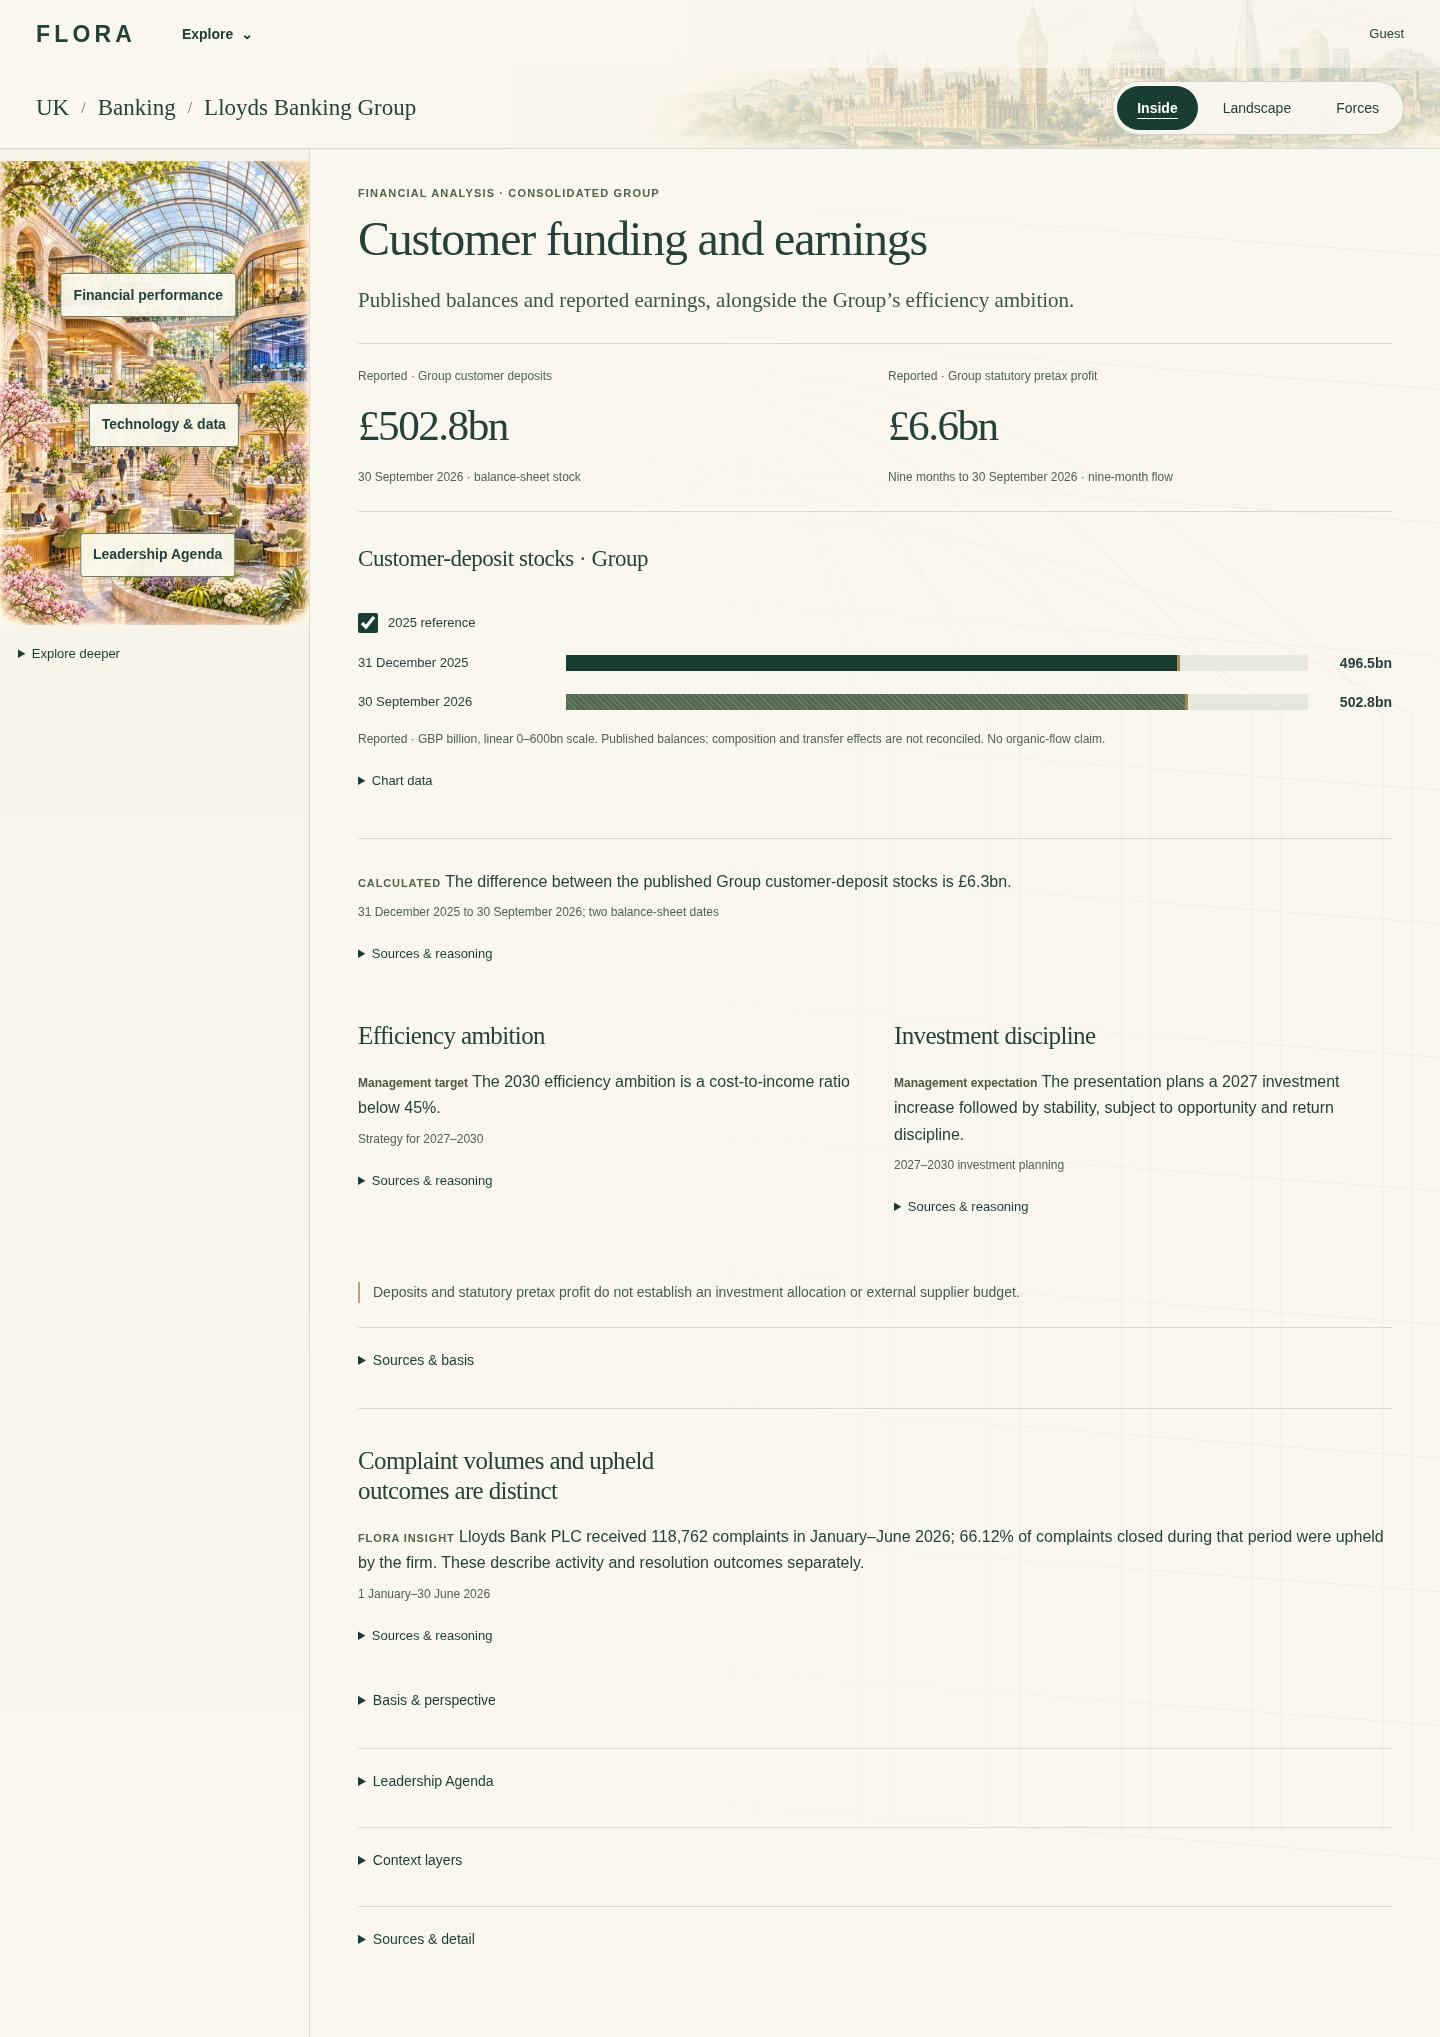 FLORA
Explore
Guest
UK / Banking / Lloyds Banking Group
Inside
Landscape
Forces
Financial performance
Technology & data
Leadership Agenda
Explore deeper
FINANCIAL ANALYSIS · CONSOLIDATED GROUP
Customer funding and earnings
Published balances and reported earnings, alongside the Group’s efficiency ambition.
Reported · Group customer deposits
£502.8bn
30 September 2026 · balance-sheet stock
Reported · Group statutory pretax profit
£6.6bn
Nine months to 30 September 2026 · nine-month flow
Customer-deposit stocks · Group
2025 reference
31 December 2025
496.5bn
30 September 2026
502.8bn
Reported · GBP billion, linear 0–600bn scale. Published balances; composition and transfer effects are not reconciled. No organic-flow claim.
Chart data
CALCULATED The difference between the published Group customer-deposit stocks is £6.3bn.
31 December 2025 to 30 September 2026; two balance-sheet dates
Sources & reasoning
Efficiency ambition
Management target The 2030 efficiency ambition is a cost-to-income ratio
below 45%.
Strategy for 2027–2030
Sources & reasoning
Investment discipline
Management expectation The presentation plans a 2027 investment
increase followed by stability, subject to opportunity and return
discipline.
2027–2030 investment planning
Sources & reasoning
Deposits and statutory pretax profit do not establish an investment allocation or external supplier budget.
Sources & basis
Complaint volumes and upheld
outcomes are distinct
FLORA INSIGHT Lloyds Bank PLC received 118,762 complaints in January–June 2026; 66.12% of complaints closed during that period were upheld
by the firm. These describe activity and resolution outcomes separately.
1 January–30 June 2026
Sources & reasoning
Basis & perspective
Leadership Agenda
Context layers
Sources & detail